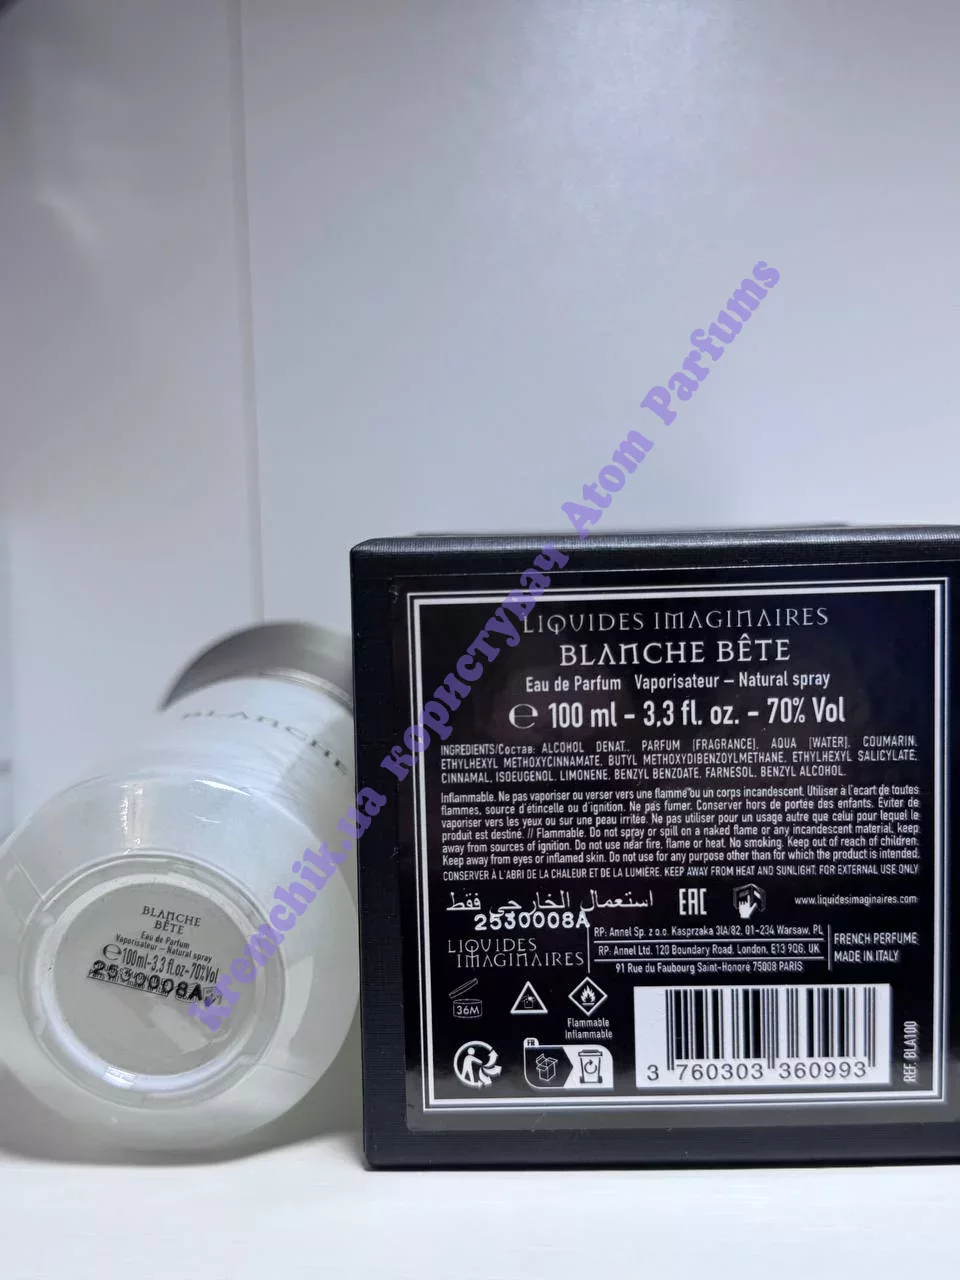 LIQUIDES IMAGINAIRES
BLANCHE BÊTE
Eau de Parfum Vaporisateur – Natural spray
℮ 100 ml - 3,3 fl. oz. - 70% Vol
INGREDIENTS/Состав: ALCOHOL DENAT., PARFUM (FRAGRANCE), AQUA (WATER), COUMARIN,
ETHYLHEXYL METHOXYCINNAMATE, BUTYL METHOXYDIBENZOYLMETHANE, ETHYLHEXYL SALICYLATE,
CINNAMAL, ISOEUGENOL, LIMONENE, BENZYL BENZOATE, FARNESOL, BENZYL ALCOHOL.
Inflammable. Ne pas vaporiser ou verser vers une flamme ou un corps incandescent. Utiliser à l'ecart de toutes
flammes, source d'étincelle ou d'ignition. Ne pas fumer. Conserver hors de portée des enfants. Éviter de
vaporiser vers les yeux ou sur une peau irritée. Ne pas utiliser pour un usage autre que celui pour lequel le
produit est destiné. // Flammable. Do not spray or spill on a naked flame or any incandescent material, keep
away from sources of ignition. Do not use near fire, flame or heat. No smoking. Keep out of reach of children.
Keep away from eyes or inflamed skin. Do not use for any purpose other than for which the product is intended.
CONSERVER À L'ABRI DE LA CHALEUR ET DE LA LUMIÈRE. KEEP AWAY FROM HEAT AND SUNLIGHT. FOR EXTERNAL USE ONLY
استعمال الخارجي فقط
EAC
www.liquidesimaginaires.com
2530008A
LIQUIDES
IMAGINAIRES
RP: Annel Sp. z o.o. Kasprzaka 31A/82, 01-234 Warsaw, PL
RP: Annel Ltd. 120 Boundary Road, London, E13 9QG, UK
91 Rue du Faubourg Saint-Honore 75008 PARIS
FRENCH PERFUME
MADE IN ITALY
36M
Flammable
Inflammable
FR
3 760303 360993
REF. BLA100
BLANCHE
BLANCHE
BÊTE
Eau de Parfum
Vaporisateur - Natural spray
℮100ml-3,3 fl.oz-70%Vol
2530008A
kremchik.ua користувач Atom Parfums